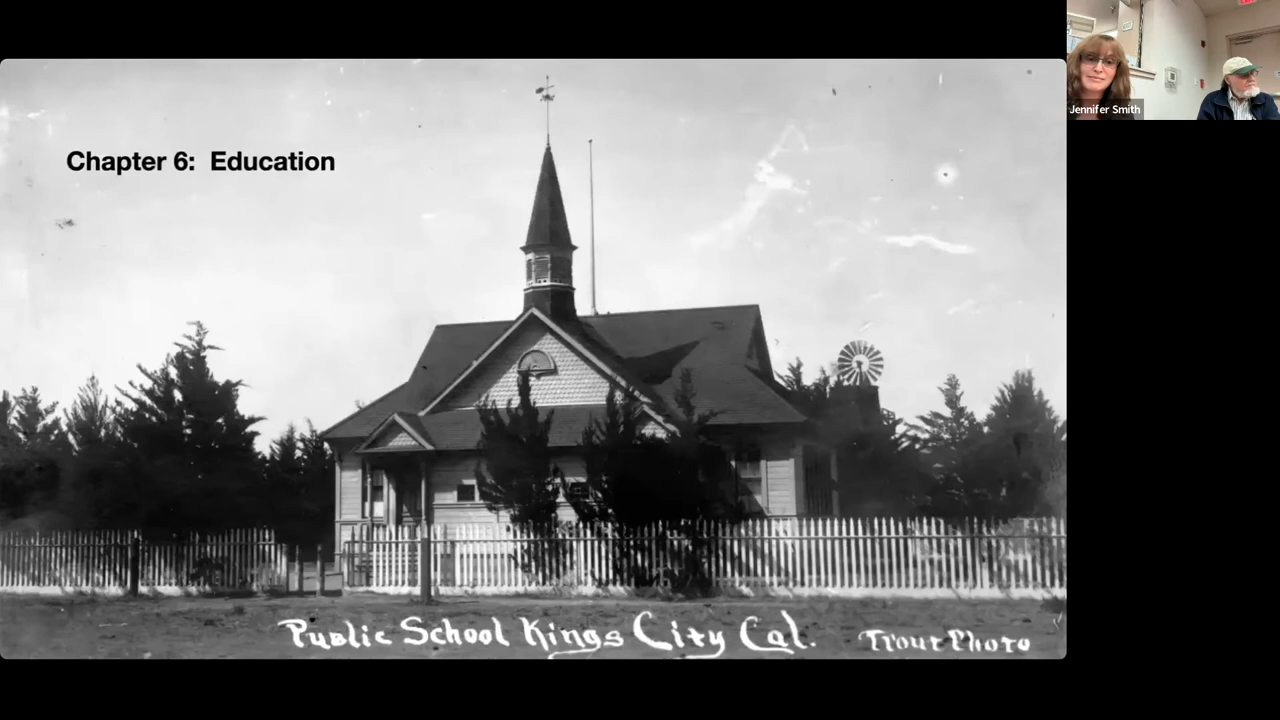 Chapter 6:  Education
Public School Kings City Cal.
Trout Photo
Jennifer Smith